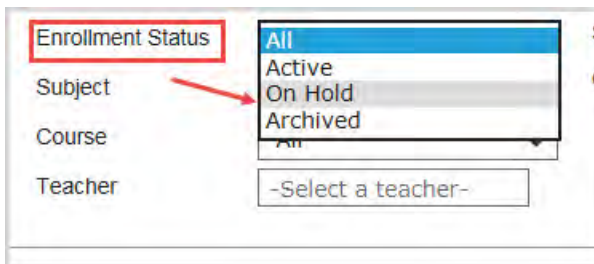 Enrollment Status
All
Active
Subject
On Hold
Archived
Course
All
Teacher
-Select a teacher-